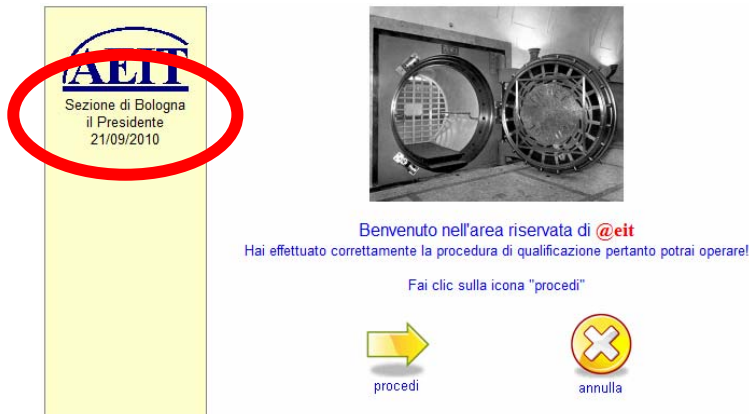 AEIT
Sezione di Bologna
il Presidente
21/09/2010
Benvenuto nell'area riservata di @eit
Hai effettuato correttamente la procedura di qualificazione pertanto potrai operare!
Fai clic sulla icona "procedi"
procedi
annulla